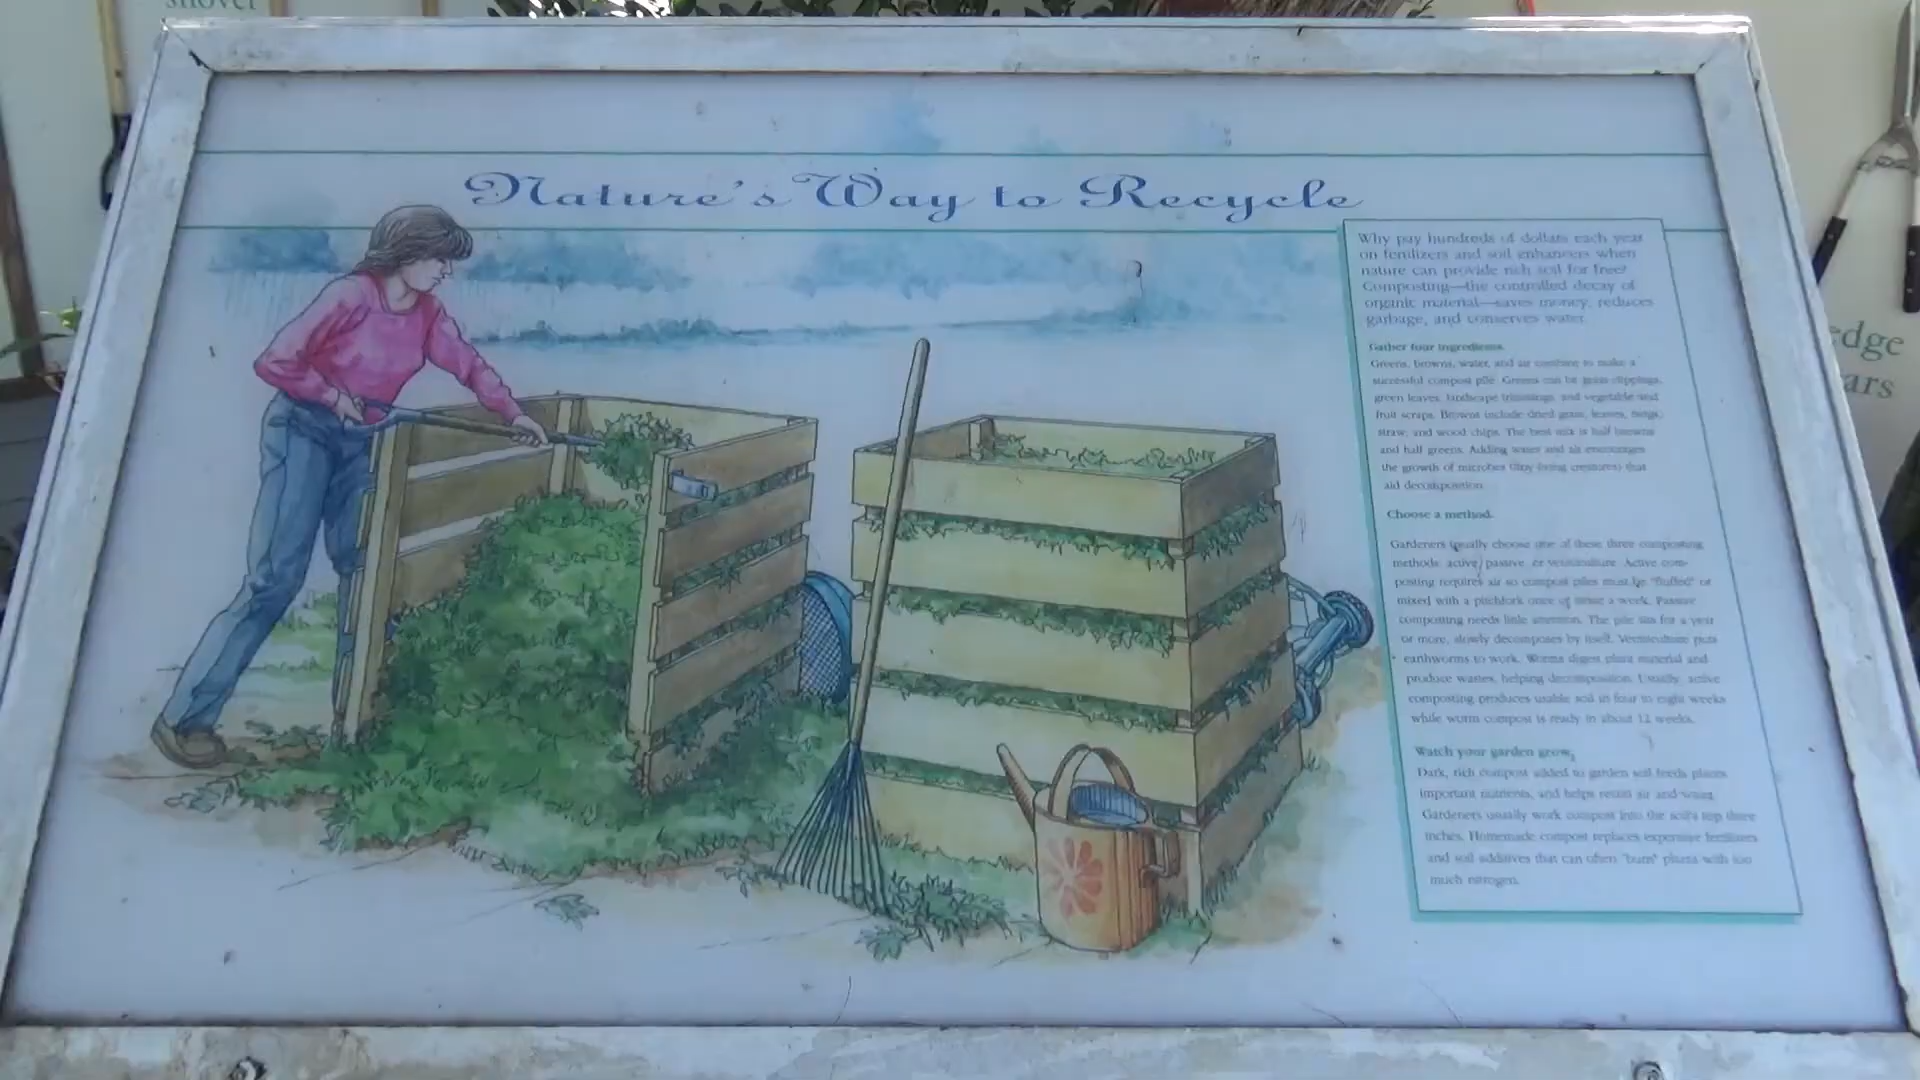 shovel
Nature's Way to Recycle
Why pay hundreds of dollars each year
on fertilizers and soil enhancers when
nature can provide rich soil for free?
Composting—the controlled decay of
organic material—saves money, reduces
garbage, and conserves water.
Gather four ingredients.
Greens, browns, water, and air combine to make a
successful compost pile. Greens can be grass clippings,
green leaves, landscape trimmings, and vegetable and
fruit scraps. Browns include dried grass, leaves, twigs,
straw, and wood chips. The best mix is half browns
and half greens. Adding water and air encourages
the growth of microbes (tiny living creatures) that
aid decomposition.
Choose a method.
Gardeners usually choose one of these three composting
methods: active, passive, or vermiculture. Active com-
posting requires air so compost piles must be "fluffed" or
mixed with a pitchfork once or twice a week. Passive
composting needs little attention. The pile sits for a year
or more, slowly decomposes by itself. Vermiculture puts
earthworms to work. Worms digest plant material and
produce wastes, helping decomposition. Usually, active
composting produces usable soil in four to eight weeks
while worm compost is ready in about 12 weeks.
Watch your garden grow.
Dark, rich compost added to garden soil feeds plants
important nutrients, and helps retain air and water.
Gardeners usually work compost into the soil's top three
inches. Homemade compost replaces expensive fertilizers
and soil additives that can often "burn" plants with too
much nitrogen.
edge
ars